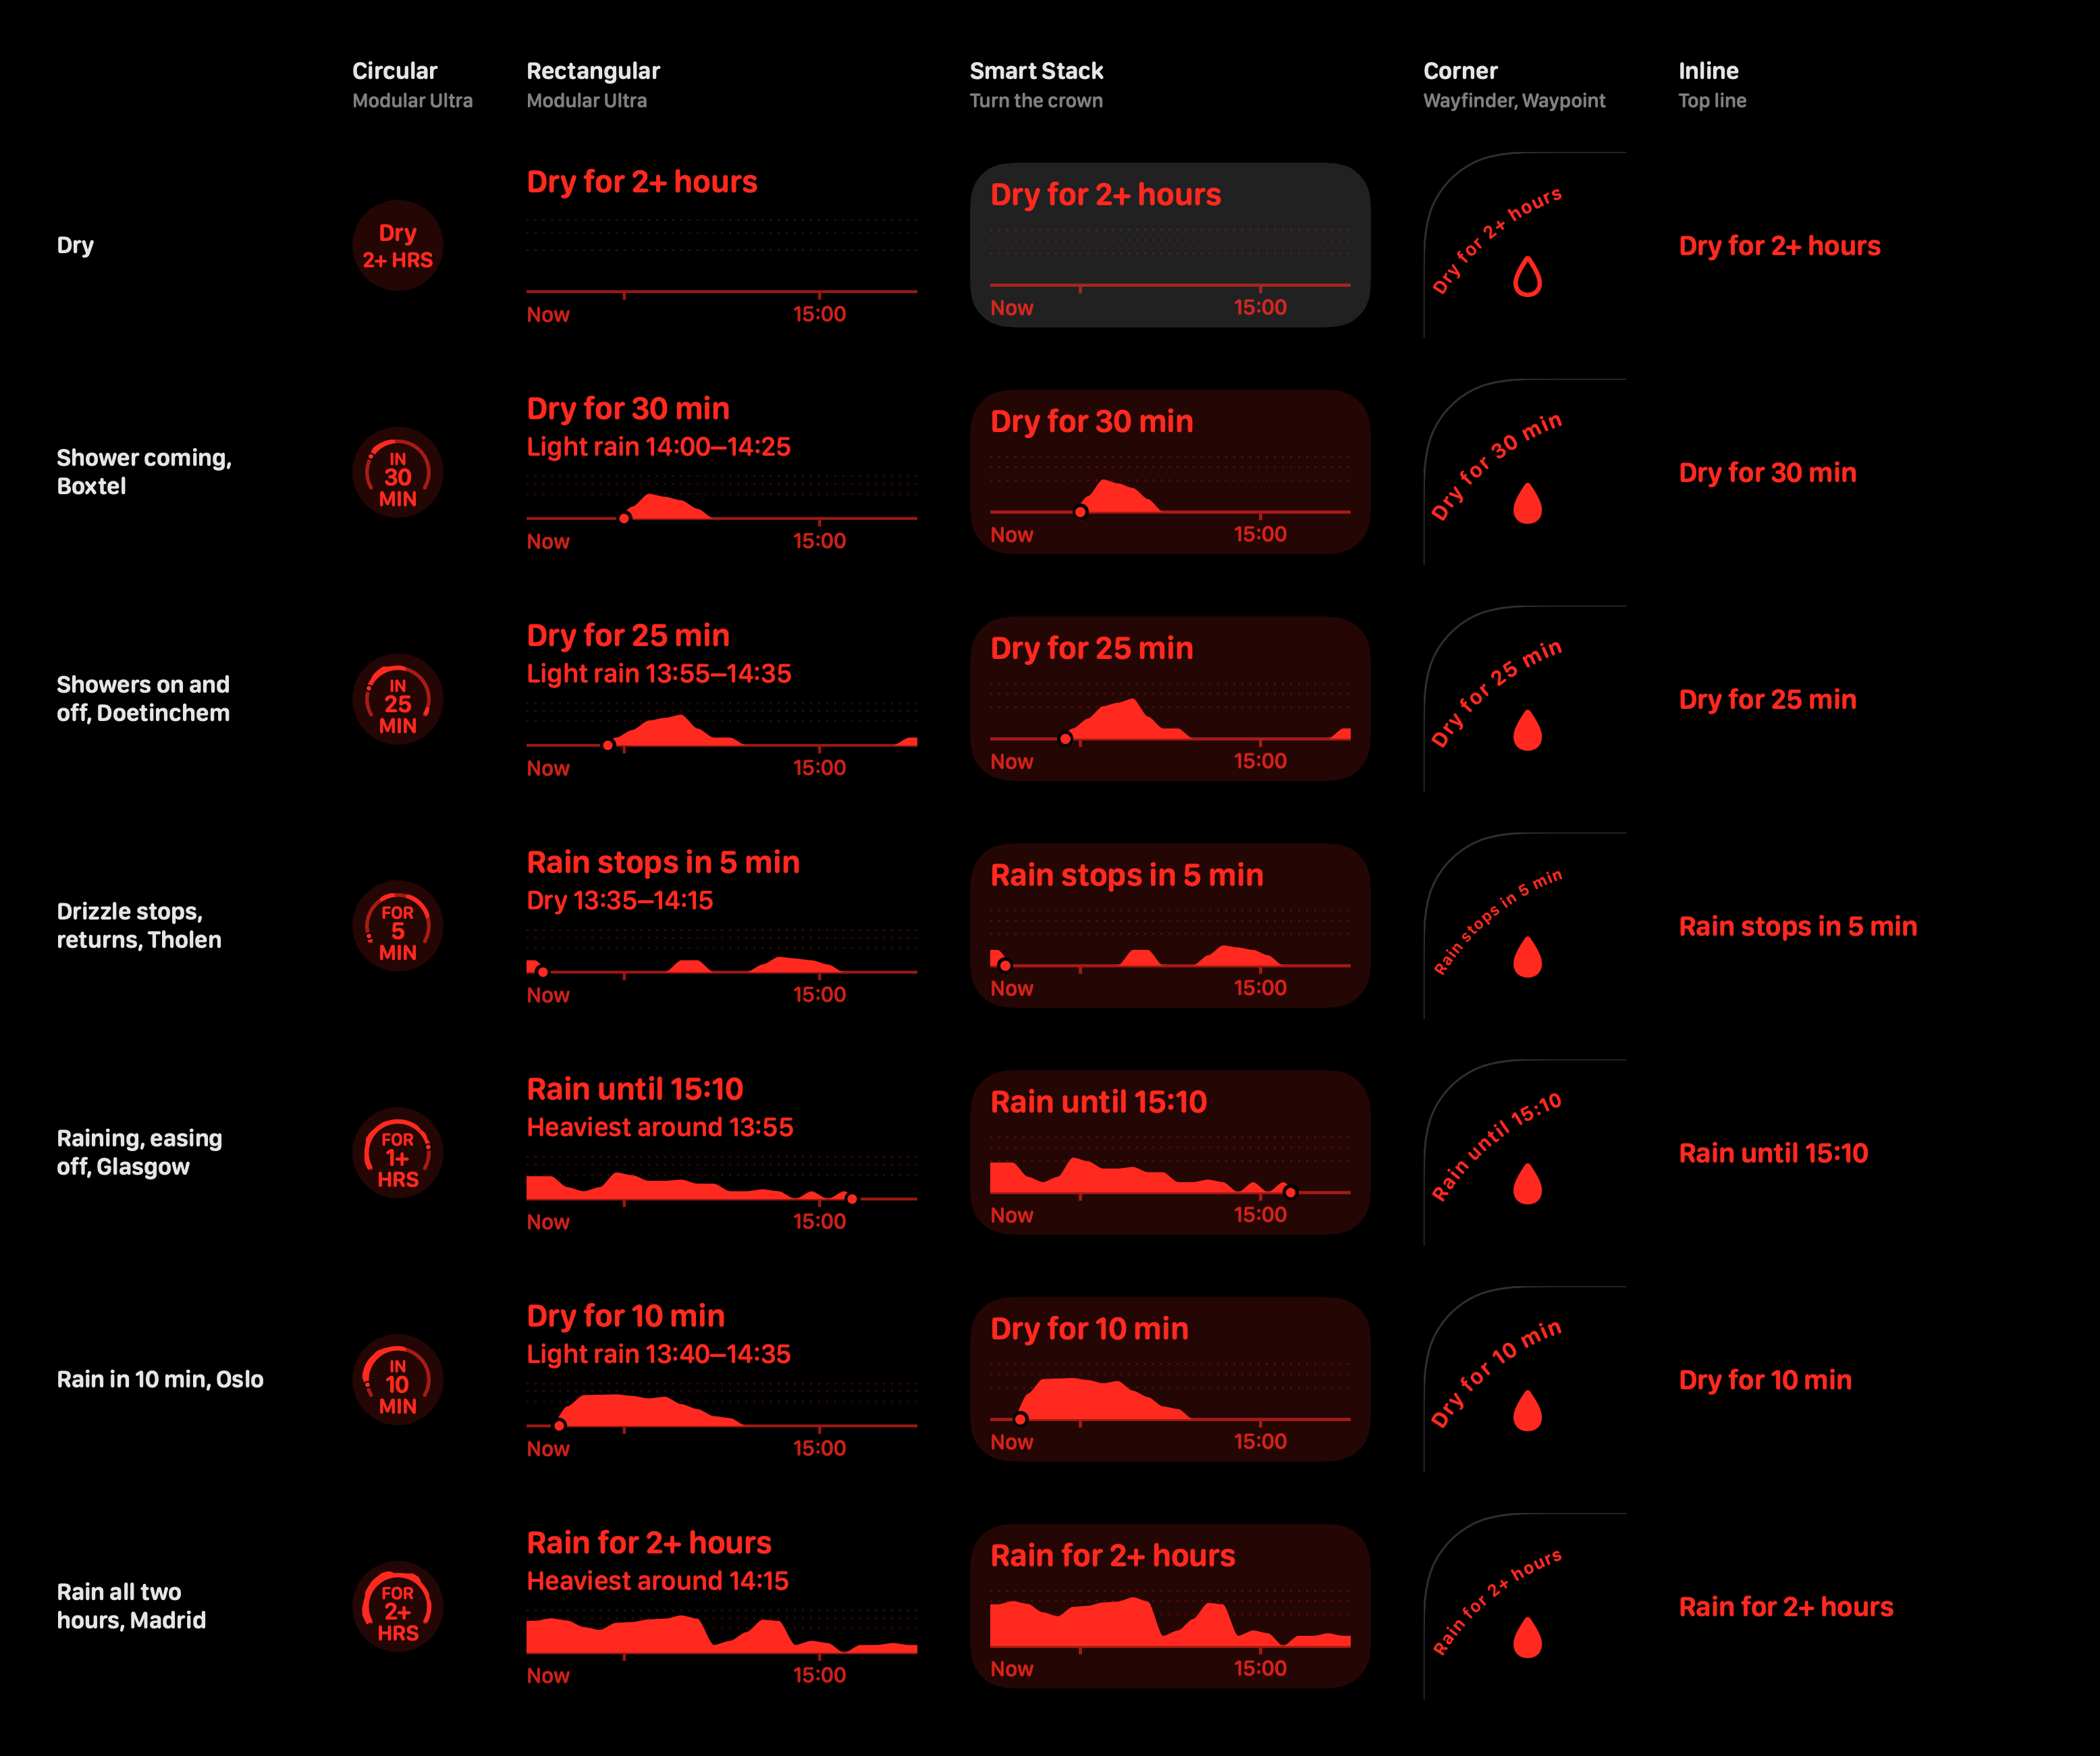 Circular
Modular Ultra
Rectangular
Modular Ultra
Smart Stack
Turn the crown
Corner
Wayfinder, Waypoint
Inline
Top line
Dry
Dry
2+ HRS
Dry for 2+ hours
Now
15:00
Dry for 2+ hours
Now
15:00
Dry for 2+ hours
Dry for 2+ hours
Shower coming,
Boxtel
IN
30
MIN
Dry for 30 min
Light rain 14:00–14:25
Now
15:00
Dry for 30 min
Now
15:00
Dry for 30 min
Dry for 30 min
Showers on and
off, Doetinchem
IN
25
MIN
Dry for 25 min
Light rain 13:55–14:35
Now
15:00
Dry for 25 min
Now
15:00
Dry for 25 min
Dry for 25 min
Drizzle stops,
returns, Tholen
FOR
5
MIN
Rain stops in 5 min
Dry 13:35–14:15
Now
15:00
Rain stops in 5 min
Now
15:00
Rain stops in 5 min
Rain stops in 5 min
Raining, easing
off, Glasgow
FOR
1+
HRS
Rain until 15:10
Heaviest around 13:55
Now
15:00
Rain until 15:10
Now
15:00
Rain until 15:10
Rain until 15:10
Rain in 10 min, Oslo
IN
10
MIN
Dry for 10 min
Light rain 13:40–14:35
Now
15:00
Dry for 10 min
Now
15:00
Dry for 10 min
Dry for 10 min
Rain all two
hours, Madrid
FOR
2+
HRS
Rain for 2+ hours
Heaviest around 14:15
Now
15:00
Rain for 2+ hours
Now
15:00
Rain for 2+ hours
Rain for 2+ hours